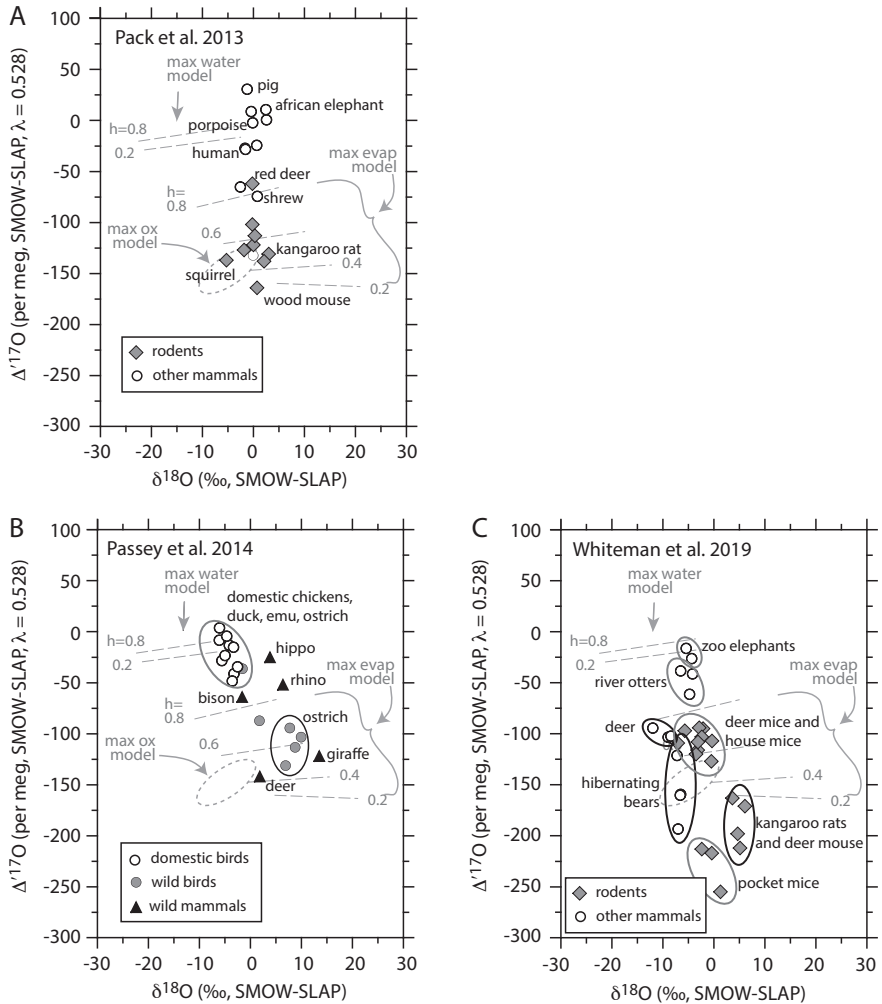 A
Pack et al. 2013
100
50
0
-50
-100
-150
-200
-250
-300
Δ′¹⁷O (per meg, SMOW-SLAP, λ = 0.528)
max water
model
pig
african elephant
porpoise
h=0.8
0.2
human
red deer
max evap
model
h=
0.8
shrew
max ox
model
0.6
kangaroo rat
0.4
squirrel
0.2
wood mouse
rodents
other mammals
-30 -20 -10 0 10 20 30
δ¹⁸O (‰, SMOW-SLAP)
B
Passey et al. 2014
100
50
0
-50
-100
-150
-200
-250
-300
Δ′¹⁷O (per meg, SMOW-SLAP, λ = 0.528)
max water
model
domestic chickens,
duck, emu, ostrich
h=0.8
0.2
hippo
rhino
max evap
model
bison
h=
0.8
ostrich
max ox
model
0.6
giraffe
deer
0.4
0.2
domestic birds
wild birds
wild mammals
-30 -20 -10 0 10 20 30
δ¹⁸O (‰, SMOW-SLAP)
C
Whiteman et al. 2019
100
50
0
-50
-100
-150
-200
-250
-300
Δ′¹⁷O (per meg, SMOW-SLAP, λ = 0.528)
max water
model
h=0.8
0.2
zoo elephants
river otters
max evap
model
deer
deer mice and
house mice
hibernating
bears
0.4
0.2
kangaroo rats
and deer mouse
pocket mice
rodents
other mammals
-30 -20 -10 0 10 20 30
δ¹⁸O (‰, SMOW-SLAP)